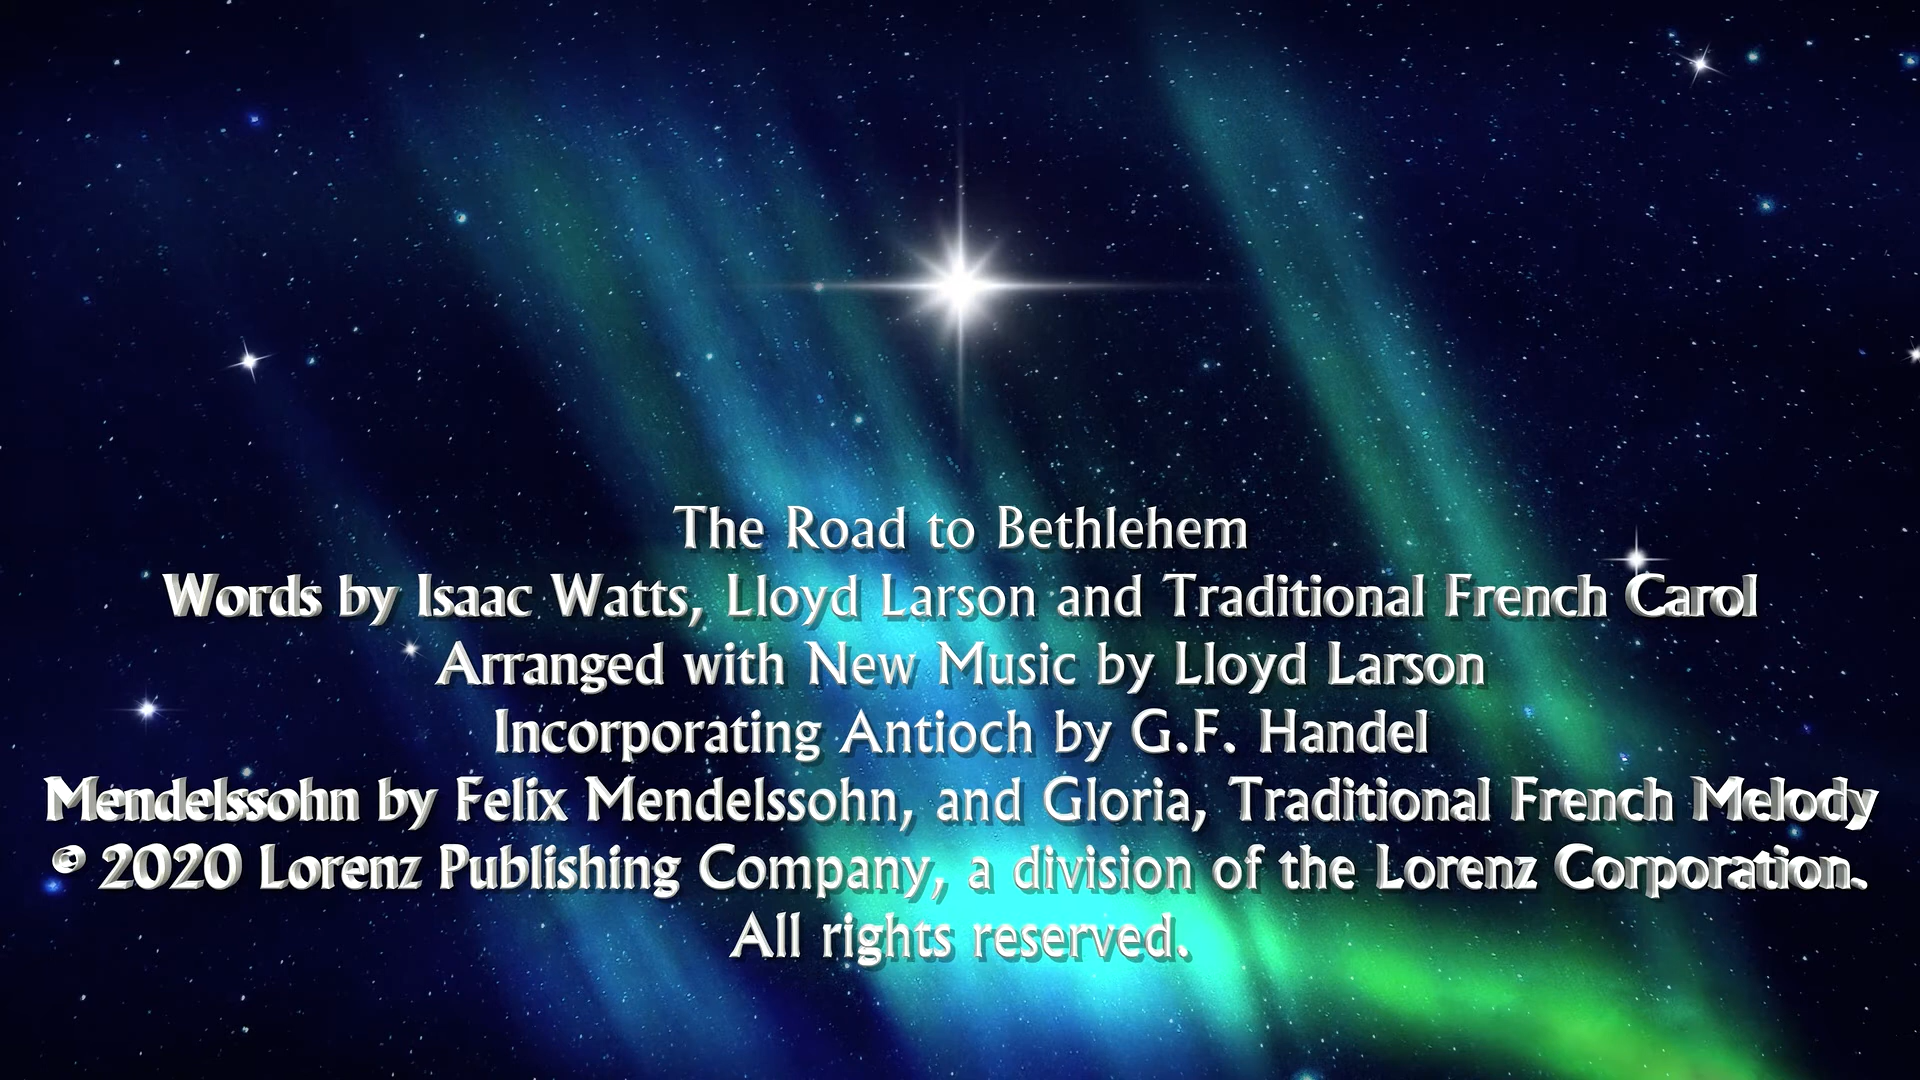 The Road to Bethlehem
Words by Isaac Watts, Lloyd Larson and Traditional French Carol
Arranged with New Music by Lloyd Larson
Incorporating Antioch by G.F. Handel
Mendelssohn by Felix Mendelssohn, and Gloria, Traditional French Melody
© 2020 Lorenz Publishing Company, a division of the Lorenz Corporation.
All rights reserved.